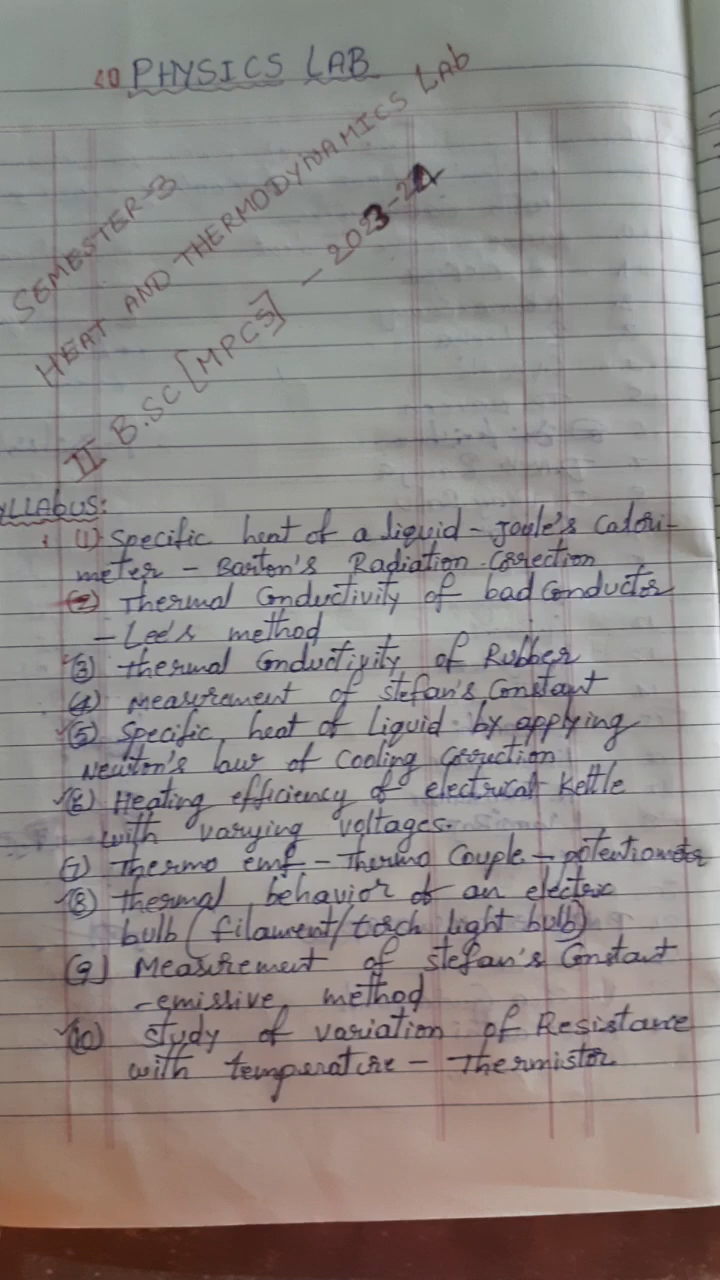 PHYSICS LAB
SEMESTER-3
HEAT AND THERMODYNAMICS Lab
II B.SC [MPCS] - 2023-24
YLLAbUS:
(1) Specific heat of a liquid - Joule's Calori-
meter - Barton's Radiation Correction
(2) Thermal Conductivity of bad Conductor
- Lee's method
(3) thermal Conductivity of Rubber
(4) measurement of stefan's Constant
(5) Specific heat of liquid by applying
Newton's law of Cooling Correction
(6) Heating efficiency of electrical Kettle
with varying voltages.
(7) Thermo emf - Thermo Couple - potentiometer
(8) thermal behavior of an electric
bulb (filament/torch light bulb)
(9) Measurement of stefan's Constant
-emissive method
(10) study of variation of Resistance
with temperature - Thermistor